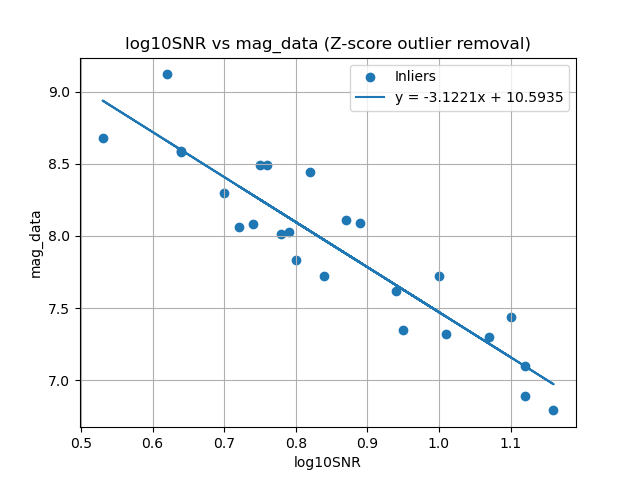 log10SNR vs mag_data (Z-score outlier removal)
Inliers
y = -3.1221x + 10.5935
9.0
8.5
8.0
7.5
7.0
mag_data
0.5 0.6 0.7 0.8 0.9 1.0 1.1
log10SNR